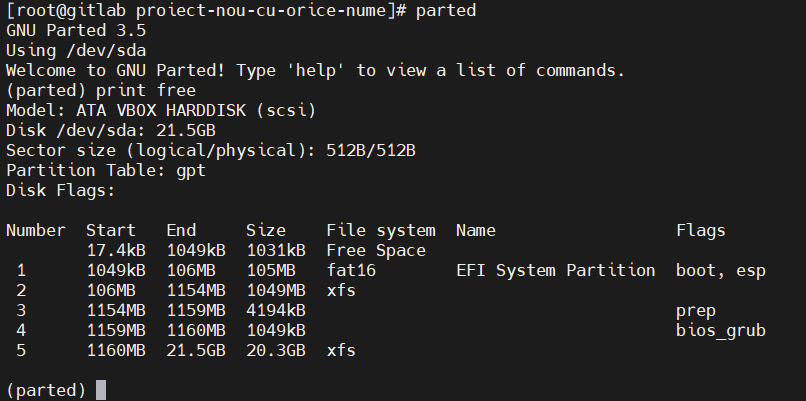 [root@gitlab proiect-nou-cu-orice-nume]# parted
GNU Parted 3.5
Using /dev/sda
Welcome to GNU Parted! Type 'help' to view a list of commands.
(parted) print free
Model: ATA VBOX HARDDISK (scsi)
Disk /dev/sda: 21.5GB
Sector size (logical/physical): 512B/512B
Partition Table: gpt
Disk Flags:

Number  Start   End     Size    File system  Name                  Flags
        17.4kB  1049kB  1031kB  Free Space
 1      1049kB  106MB   105MB   fat16        EFI System Partition  boot, esp
 2      106MB   1154MB  1049MB  xfs
 3      1154MB  1159MB  4194kB                                     prep
 4      1159MB  1160MB  1049kB                                     bios_grub
 5      1160MB  21.5GB  20.3GB  xfs

(parted)